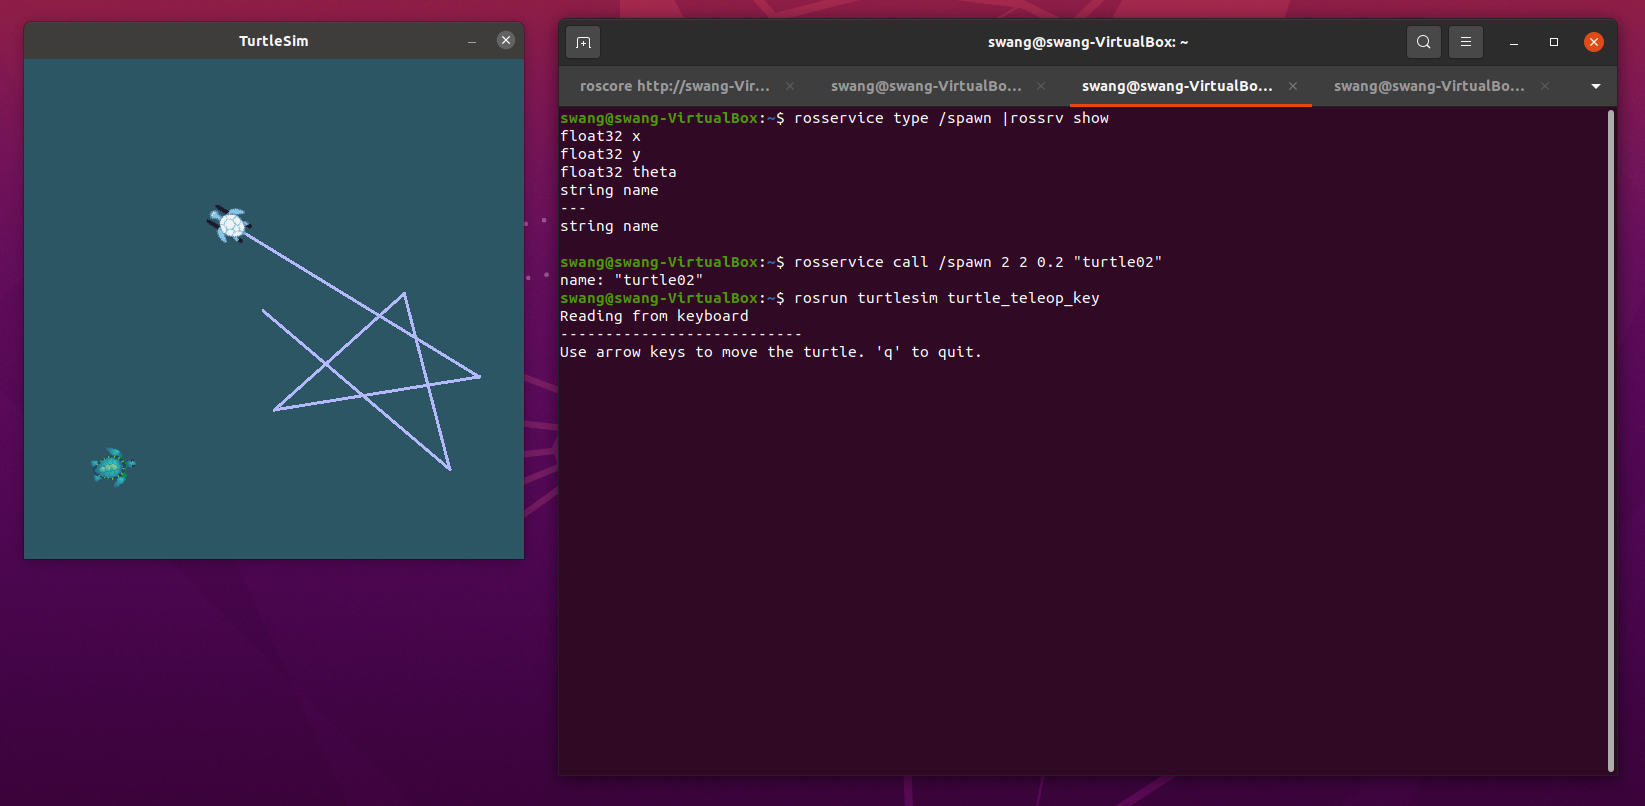 TurtleSim
swang@swang-VirtualBox: ~
roscore http://swang-Vir...
swang@swang-VirtualBo...
swang@swang-VirtualBo...
swang@swang-VirtualBo...
swang@swang-VirtualBox:~$ rosservice type /spawn |rossrv show
float32 x
float32 y
float32 theta
string name
---
string name
swang@swang-VirtualBox:~$ rosservice call /spawn 2 2 0.2 "turtle02"
name: "turtle02"
swang@swang-VirtualBox:~$ rosrun turtlesim turtle_teleop_key
Reading from keyboard
---------------------------
Use arrow keys to move the turtle. 'q' to quit.